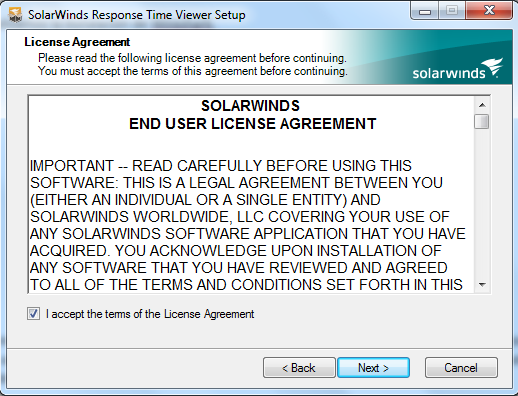 SolarWinds Response Time Viewer Setup
License Agreement
Please read the following license agreement before continuing.
You must accept the terms of this agreement before continuing.
solarwinds
SOLARWINDS
END USER LICENSE AGREEMENT
IMPORTANT -- READ CAREFULLY BEFORE USING THIS
SOFTWARE: THIS IS A LEGAL AGREEMENT BETWEEN YOU
(EITHER AN INDIVIDUAL OR A SINGLE ENTITY) AND
SOLARWINDS WORLDWIDE, LLC COVERING YOUR USE OF
ANY SOLARWINDS SOFTWARE APPLICATION THAT YOU HAVE
ACQUIRED. YOU ACKNOWLEDGE UPON INSTALLATION OF
ANY SOFTWARE THAT YOU HAVE REVIEWED AND AGREED
TO ALL OF THE TERMS AND CONDITIONS SET FORTH IN THIS
I accept the terms of the License Agreement
< Back
Next >
Cancel